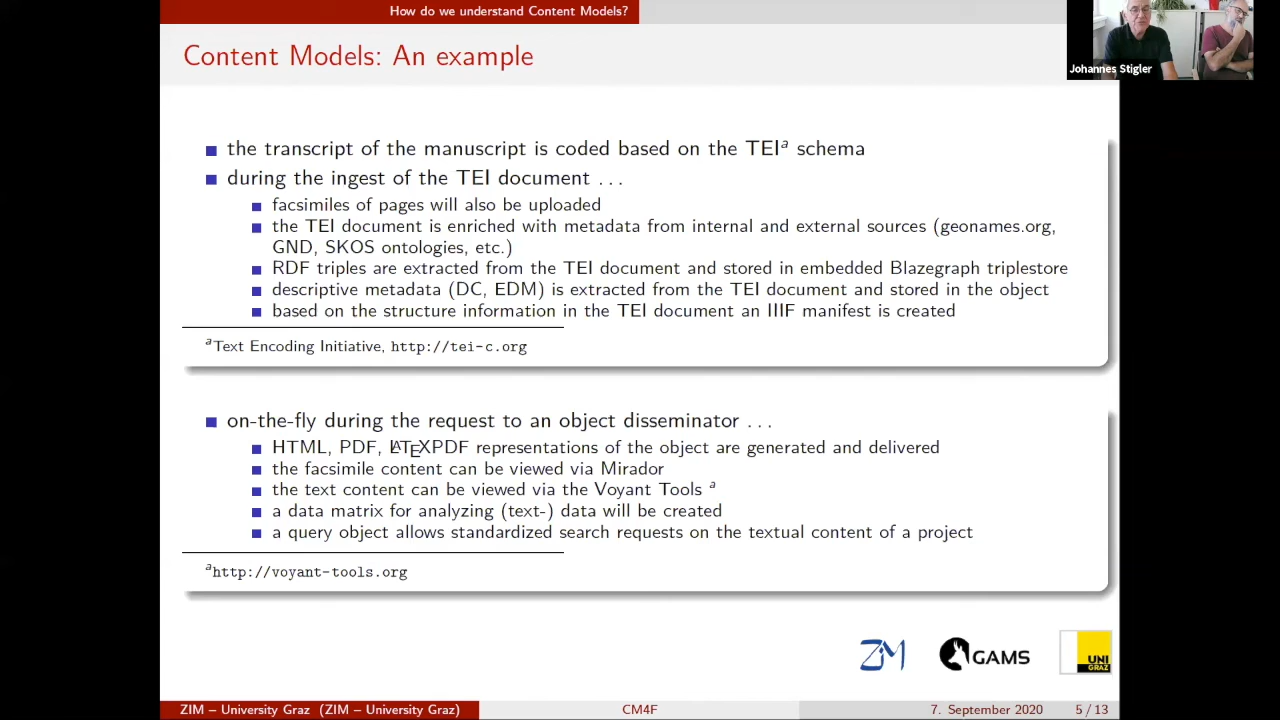 How do we understand Content Models?
Content Models: An example
Johannes Stigler
the transcript of the manuscript is coded based on the TEIᵃ schema
during the ingest of the TEI document ...
facsimiles of pages will also be uploaded
the TEI document is enriched with metadata from internal and external sources (geonames.org,
GND, SKOS ontologies, etc.)
RDF triples are extracted from the TEI document and stored in embedded Blazegraph triplestore
descriptive metadata (DC, EDM) is extracted from the TEI document and stored in the object
based on the structure information in the TEI document an IIIF manifest is created
ᵃText Encoding Initiative, http://tei-c.org
on-the-fly during the request to an object disseminator ...
HTML, PDF, LATEXPDF representations of the object are generated and delivered
the facsimile content can be viewed via Mirador
the text content can be viewed via the Voyant Tools ᵃ
a data matrix for analyzing (text-) data will be created
a query object allows standardized search requests on the textual content of a project
ᵃhttp://voyant-tools.org
ZIM
GAMS
UNI
GRAZ
ZIM – University Graz (ZIM – University Graz)
CM4F
7. September 2020
5 / 13